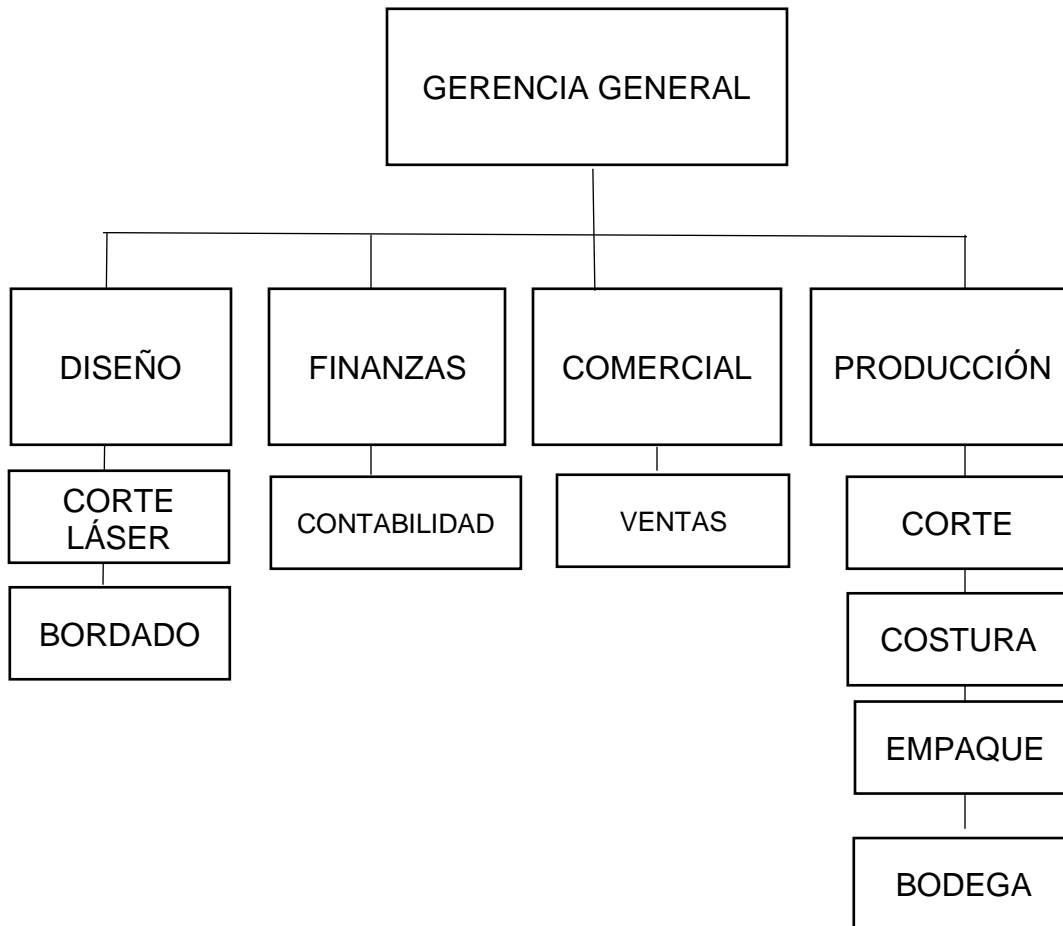 GERENCIA GENERAL
DISEÑO
FINANZAS
COMERCIAL
PRODUCCIÓN
CORTE
LÁSER
CONTABILIDAD
VENTAS
CORTE
BORDADO
COSTURA
EMPAQUE
BODEGA